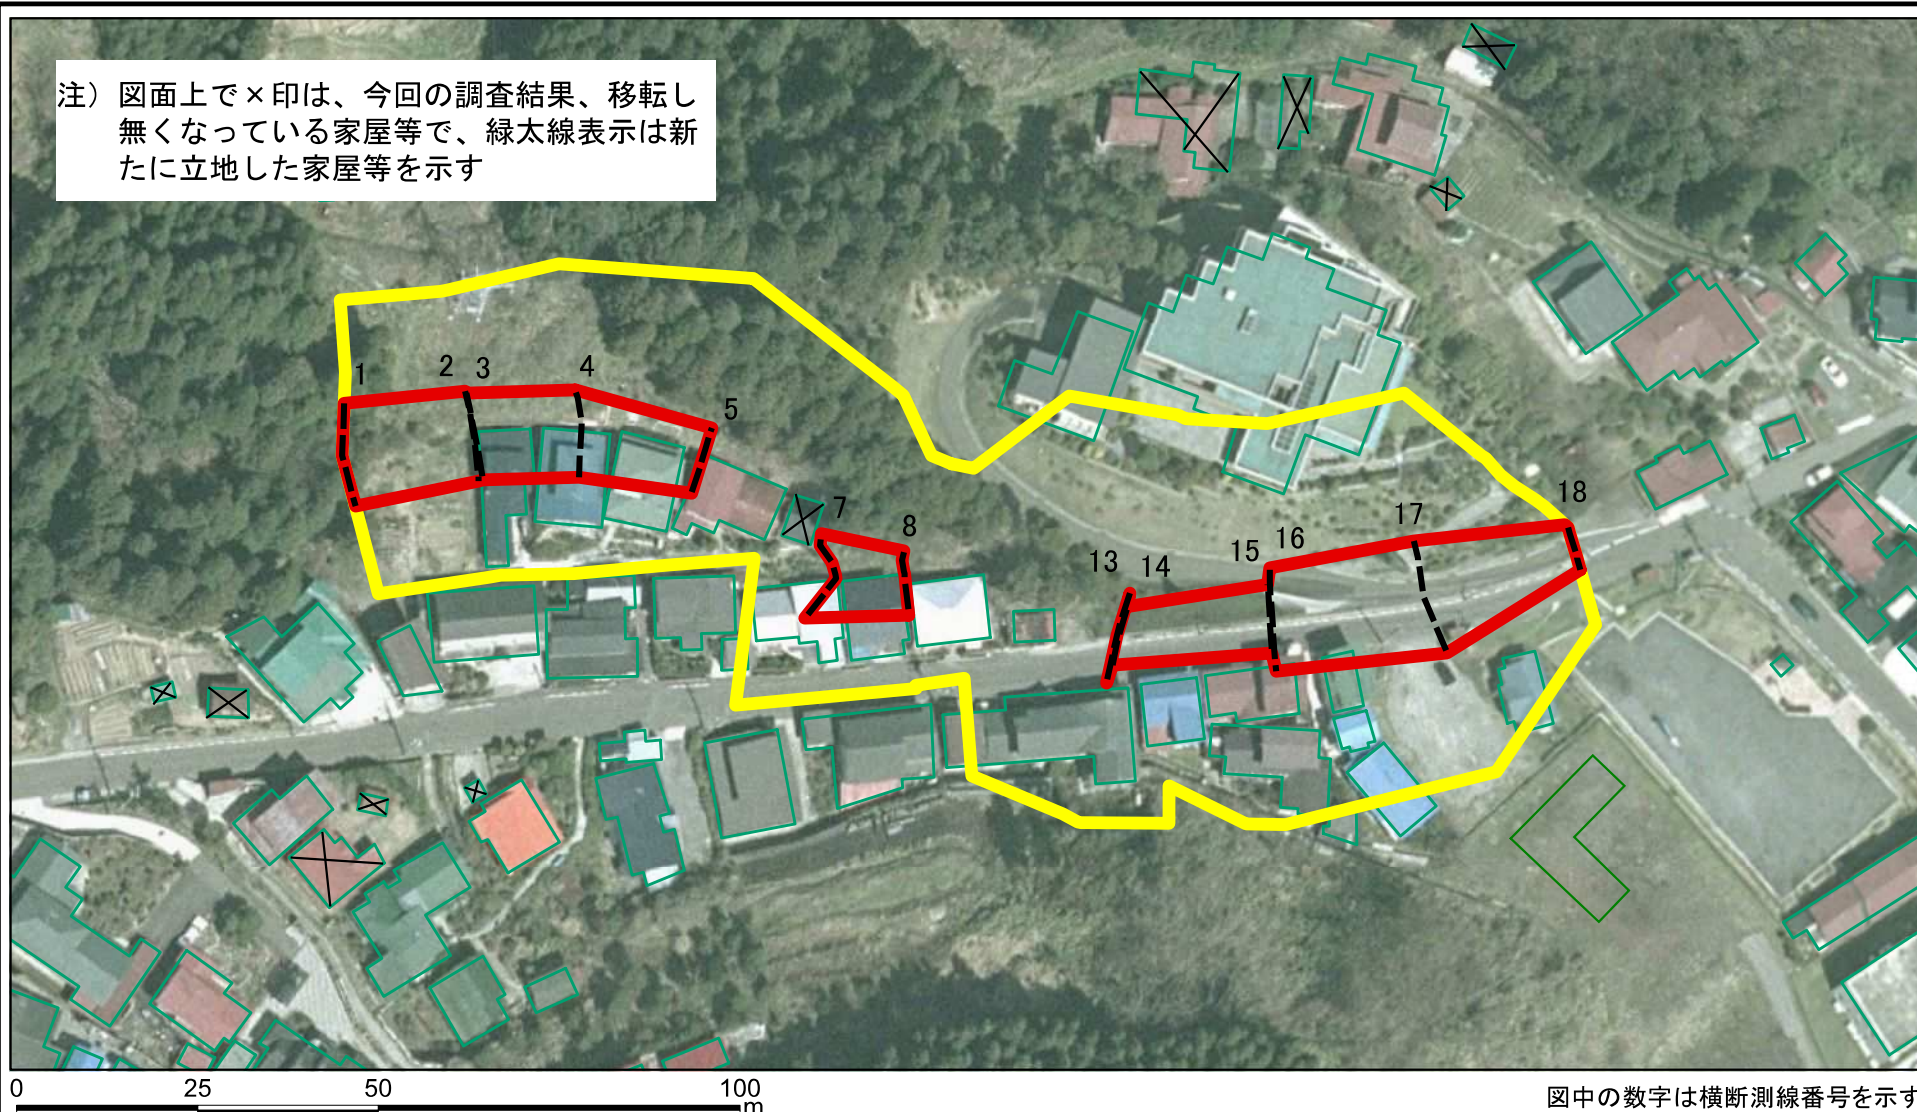 注）図面上で×印は、今回の調査結果、移転し
無くなっている家屋等で、緑太線表示は新
たに立地した家屋等を示す
1
2
3
4
5
7
8
13
14
15
16
17
18
0 25 50 100
m
図中の数字は横断測線番号を示す